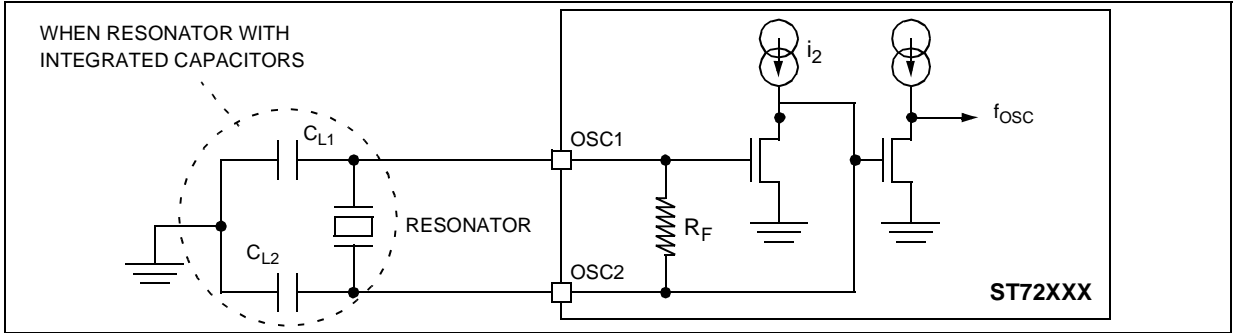 WHEN RESONATOR WITH
INTEGRATED CAPACITORS
i2
fOSC
CL1
OSC1
RESONATOR
RF
CL2
OSC2
ST72XXX